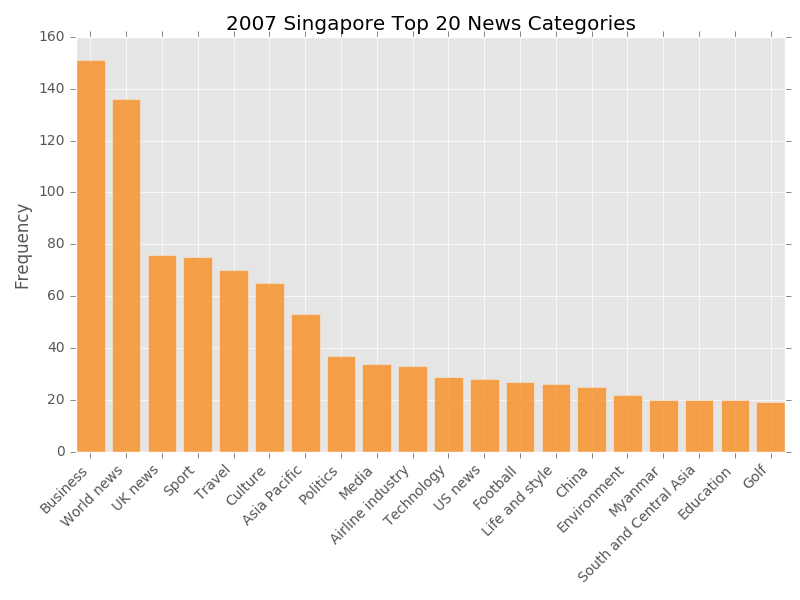 2007 Singapore Top 20 News Categories
160
140
120
100
80
60
40
20
0
Frequency
Business
World news
UK news
Sport
Travel
Culture
Asia Pacific
Politics
Media
Airline industry
Technology
US news
Football
Life and style
China
Environment
Myanmar
South and Central Asia
Education
Golf